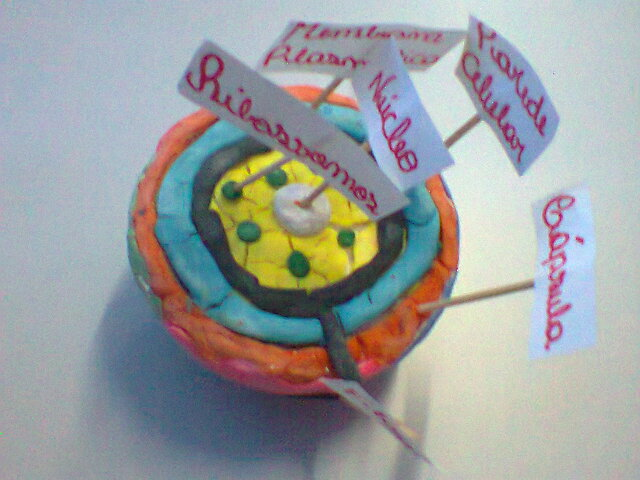 Membrana
Plasmática
Ribossomos
Núcleo
Parede
Celular
Cápsula